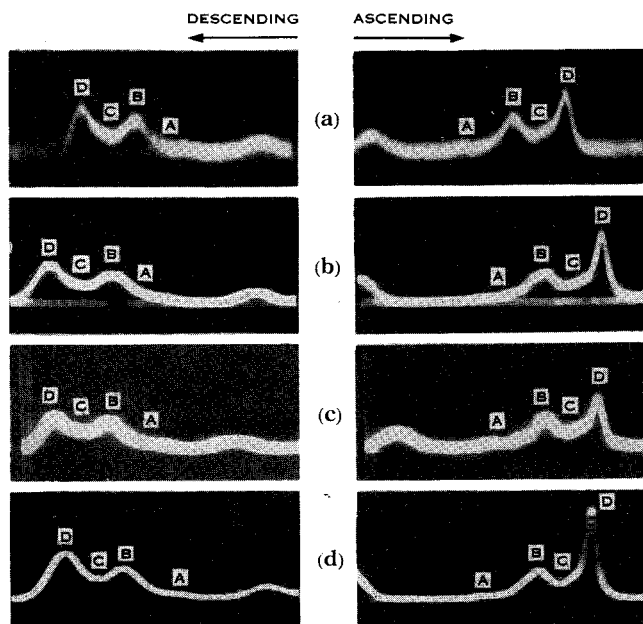 DESCENDING ASCENDING
D C B A (a) A B C D
D C B A (b) A B C D
D C B A (c) A B C D
D C B A (d) A B C D